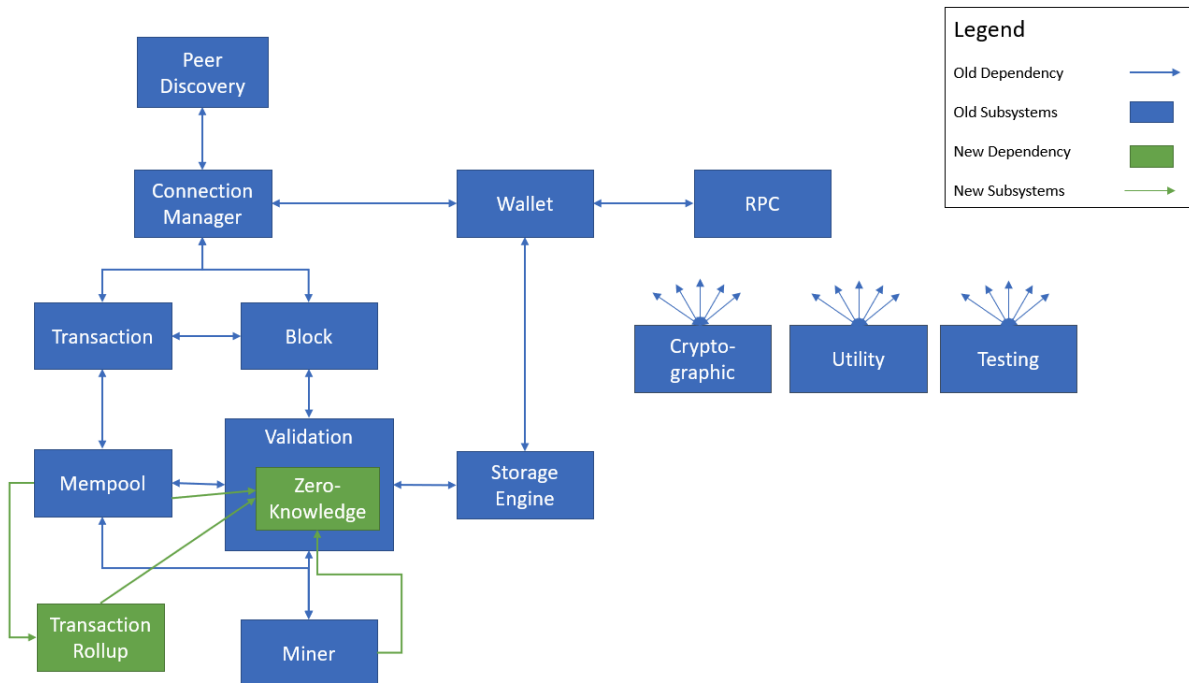 Legend
Old Dependency
Old Subsystems
New Dependency
New Subsystems
Peer
Discovery
Connection
Manager
Wallet
RPC
Transaction
Block
Crypto-
graphic
Utility
Testing
Validation
Mempool
Zero-
Knowledge
Storage
Engine
Transaction
Rollup
Miner